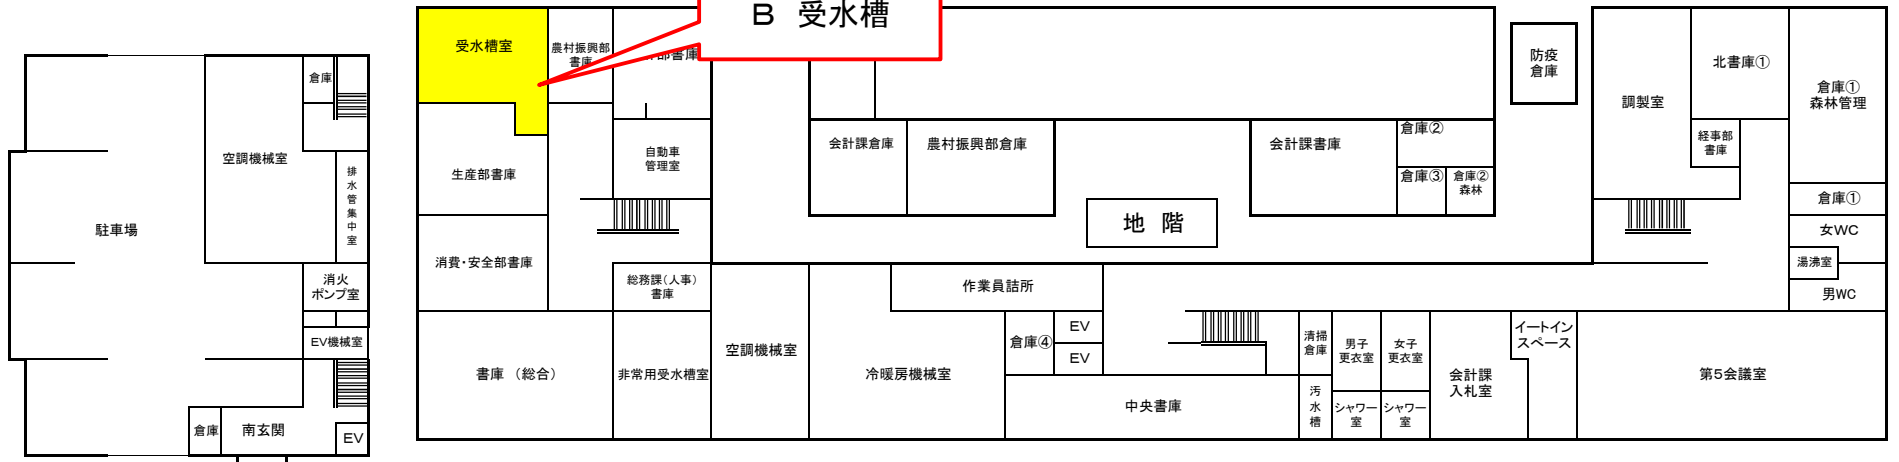 B 受水槽
受水槽室
農村振興部
書庫
部書庫
防疫
倉庫
北書庫①
倉庫①
森林管理
調製室
経事部
書庫
倉庫
空調機械室
排水管集中室
駐車場
消火
ポンプ室
EV機械室
倉庫
南玄関
EV
生産部書庫
自動車
管理室
会計課倉庫
農村振興部倉庫
会計課書庫
倉庫②
倉庫③
倉庫②
森林
地 階
倉庫①
女WC
湯沸室
男WC
消費・安全部書庫
総務課（人事）
書庫
作業員詰所
書庫 （総合）
非常用受水槽室
空調機械室
冷暖房機械室
倉庫④
EV
EV
中央書庫
清掃
倉庫
汚水槽
男子
更衣室
女子
更衣室
シャワー
室
シャワー
室
会計課
入札室
イートイン
スペース
第5会議室